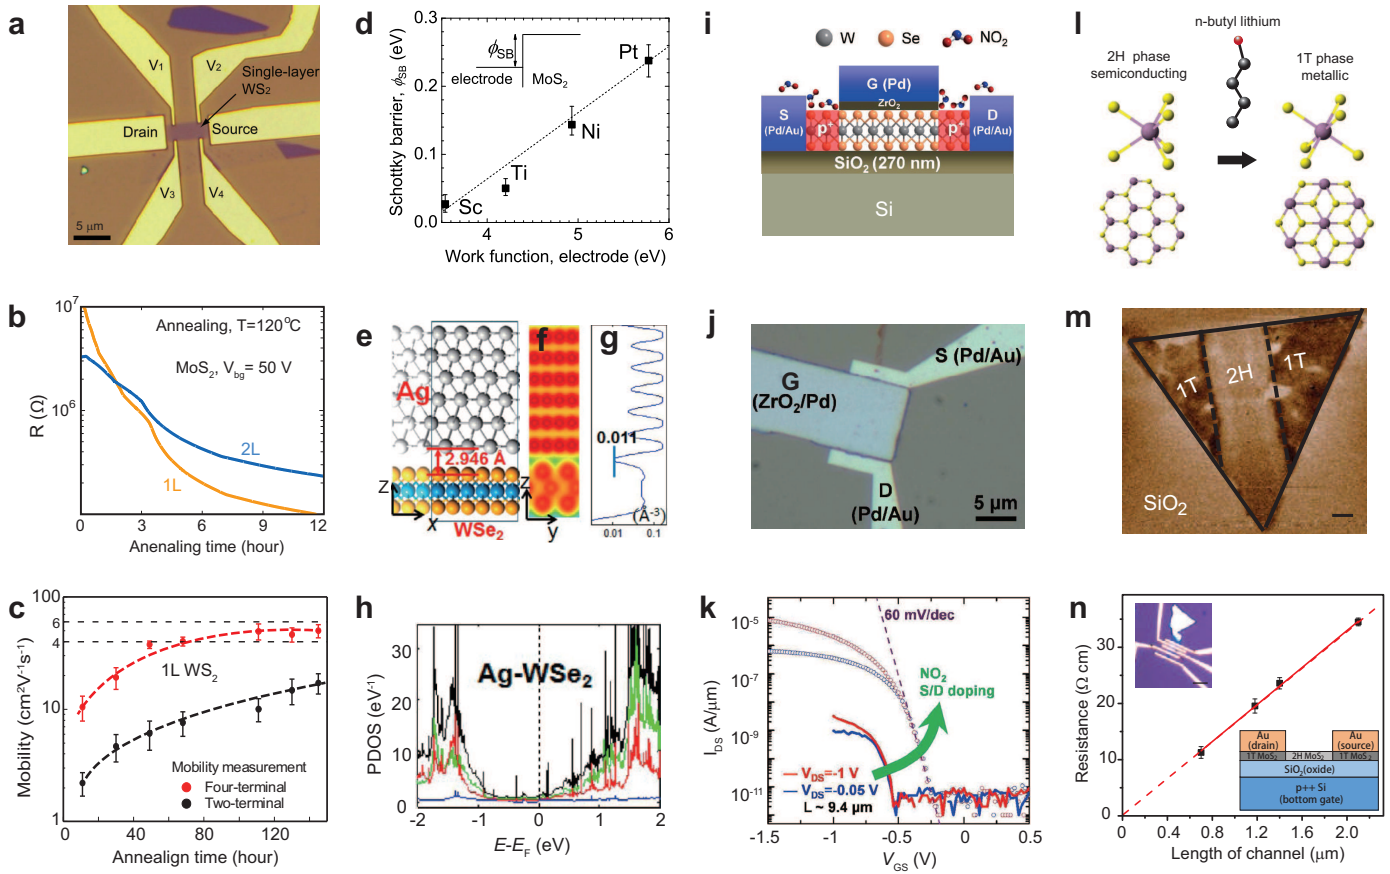 a
V1
V2
Single-layer
WS2
Drain
Source
V3
V4
5 μm
b
10^7
10^6
R (Ω)
Annealing, T=120°C
MoS2, Vbg= 50 V
2L
1L
0
3
6
9
12
Anenaling time (hour)
c
100
6
4
2
10
6
4
2
1
Mobility (cm²V⁻¹s⁻¹)
1L WS2
Mobility measurement
Four-terminal
Two-terminal
0
40
80
120
Annealign time (hour)
d
0.3
0.2
0.1
0.0
Schottky barrier, ϕSB (eV)
ϕSB
electrode
MoS2
Pt
Ni
Ti
Sc
4
5
6
Work function, electrode (eV)
e
Ag
2.946 Å
Z
x
WSe2
f
Z
y
g
0.011
(Å⁻³)
0.01
0.1
h
35
30
20
10
0
PDOS (eV⁻¹)
Ag-WSe2
-2
-1
0
1
2
E-EF (eV)
i
W
Se
NO2
G (Pd)
ZrO2
S
(Pd/Au)
D
(Pd/Au)
p+
p+
SiO2 (270 nm)
Si
j
S (Pd/Au)
G
(ZrO2/Pd)
D
(Pd/Au)
5 μm
k
10⁻⁵
10⁻⁷
10⁻⁹
10⁻¹¹
IDS (A/μm)
60 mV/dec
NO2
S/D doping
VDS=-1 V
VDS=-0.05 V
L ~ 9.4 μm
-1.5
-1.0
-0.5
0.0
0.5
VGS (V)
l
n-butyl lithium
2H phase
semiconducting
1T phase
metallic
m
1T
2H
1T
SiO2
n
30
20
10
0
Resistance (Ω cm)
Au
(drain)
Au
(source)
1T MoS2
2H MoS2
1T MoS2
SiO2(oxide)
p++ Si
(bottom gate)
0.0
0.6
1.2
1.8
2.4
Length of channel (μm)